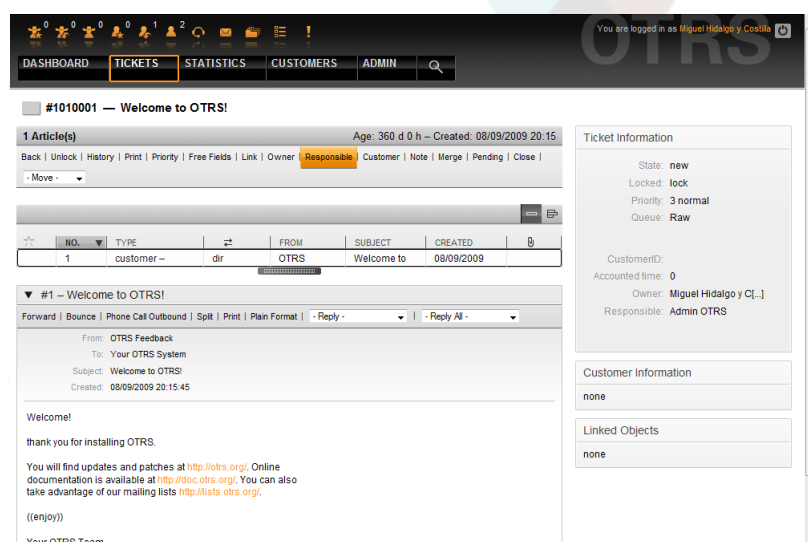 0 0 0 0 1 2
OTRS
You are logged in as Miguel Hidalgo y Costilla
DASHBOARD TICKETS STATISTICS CUSTOMERS ADMIN
#1010001 — Welcome to OTRS!
1 Article(s) Age: 360 d 0 h – Created: 08/09/2009 20:15
Back | Unlock | History | Print | Priority | Free Fields | Link | Owner | Responsible | Customer | Note | Merge | Pending | Close |
- Move -
NO. ▼ TYPE ⇄ FROM SUBJECT CREATED
1 customer – dir OTRS Welcome to 08/09/2009
▼ #1 – Welcome to OTRS!
Forward | Bounce | Phone Call Outbound | Split | Print | Plain Format | - Reply - | - Reply All -
From: OTRS Feedback
To: Your OTRS System
Subject: Welcome to OTRS!
Created: 08/09/2009 20:15:45
Welcome!
thank you for installing OTRS.
You will find updates and patches at http://otrs.org/. Online
documentation is available at http://doc.otrs.org/. You can also
take advantage of our mailing lists http://lists.otrs.org/.
((enjoy))
Your OTRS Team
Ticket Information
State: new
Locked: lock
Priority: 3 normal
Queue: Raw
CustomerID:
Accounted time: 0
Owner: Miguel Hidalgo y C[...]
Responsible: Admin OTRS
Customer Information
none
Linked Objects
none